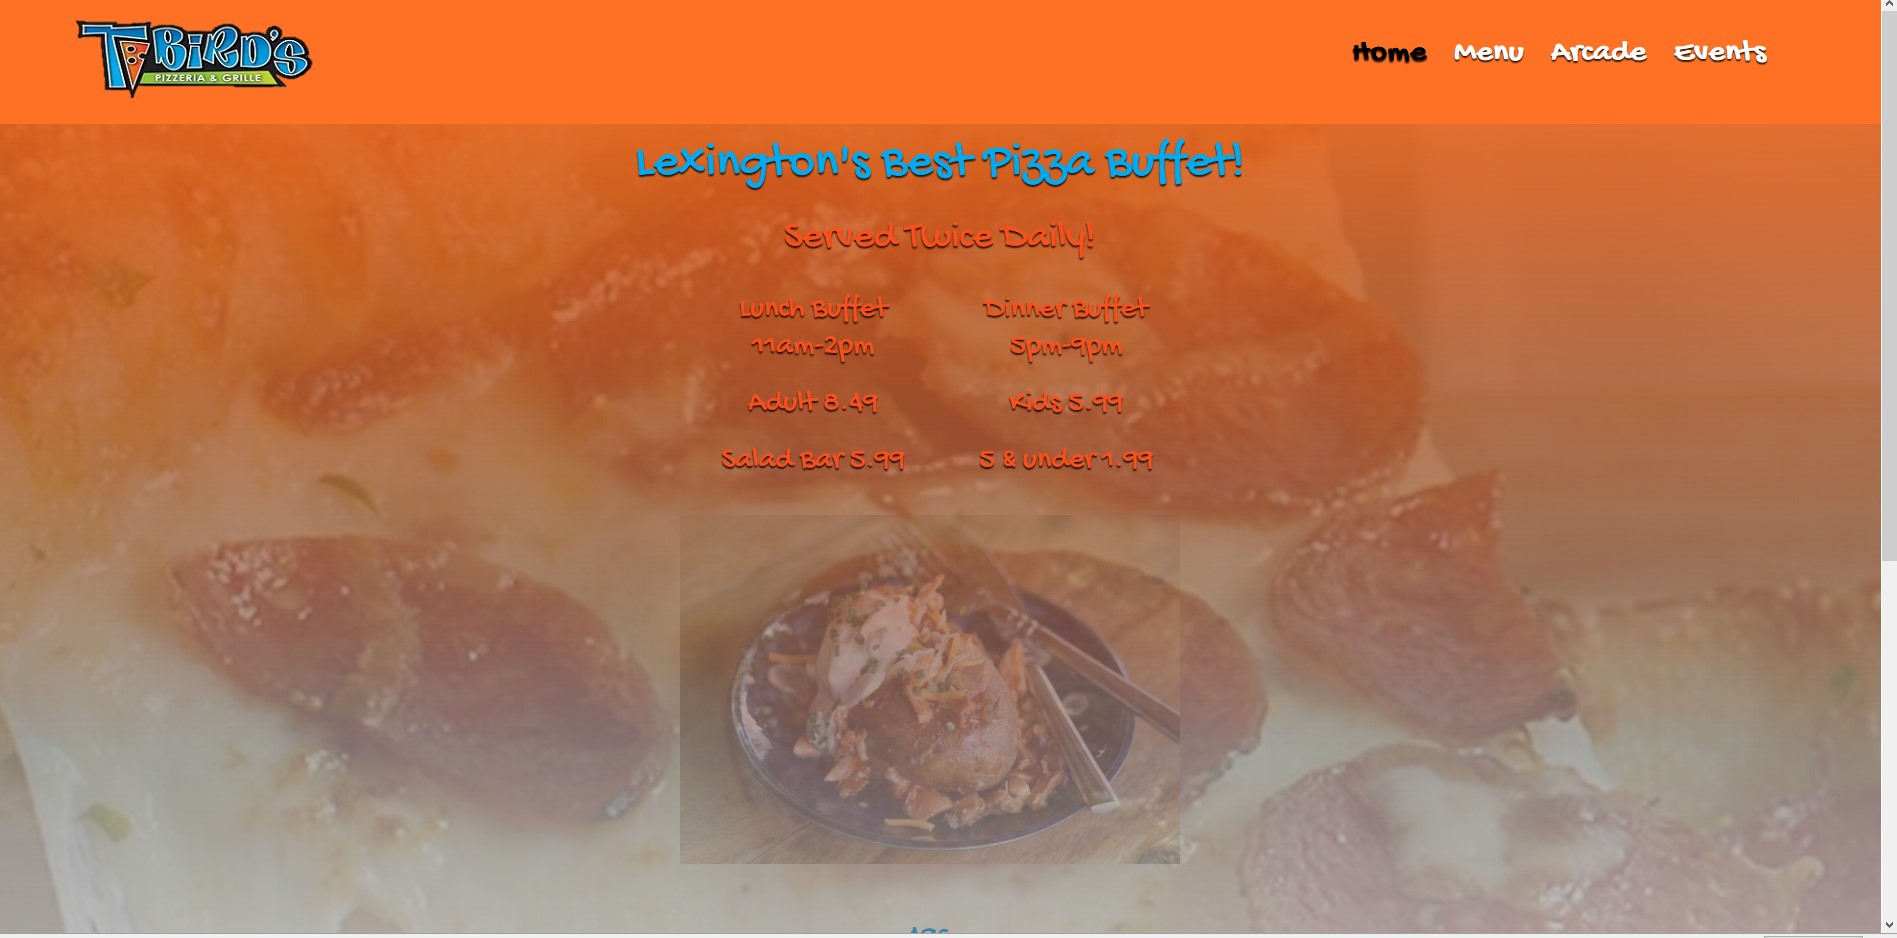 T-BIRD'S
PIZZERIA & GRILLE
Home Menu Arcade Events
Lexington's Best Pizza Buffet!
Served Twice Daily!
Lunch Buffet
11am-2pm
Dinner Buffet
5pm-9pm
Adult 8.49
Kids 5.99
Salad Bar 5.99
5 & under 1.99